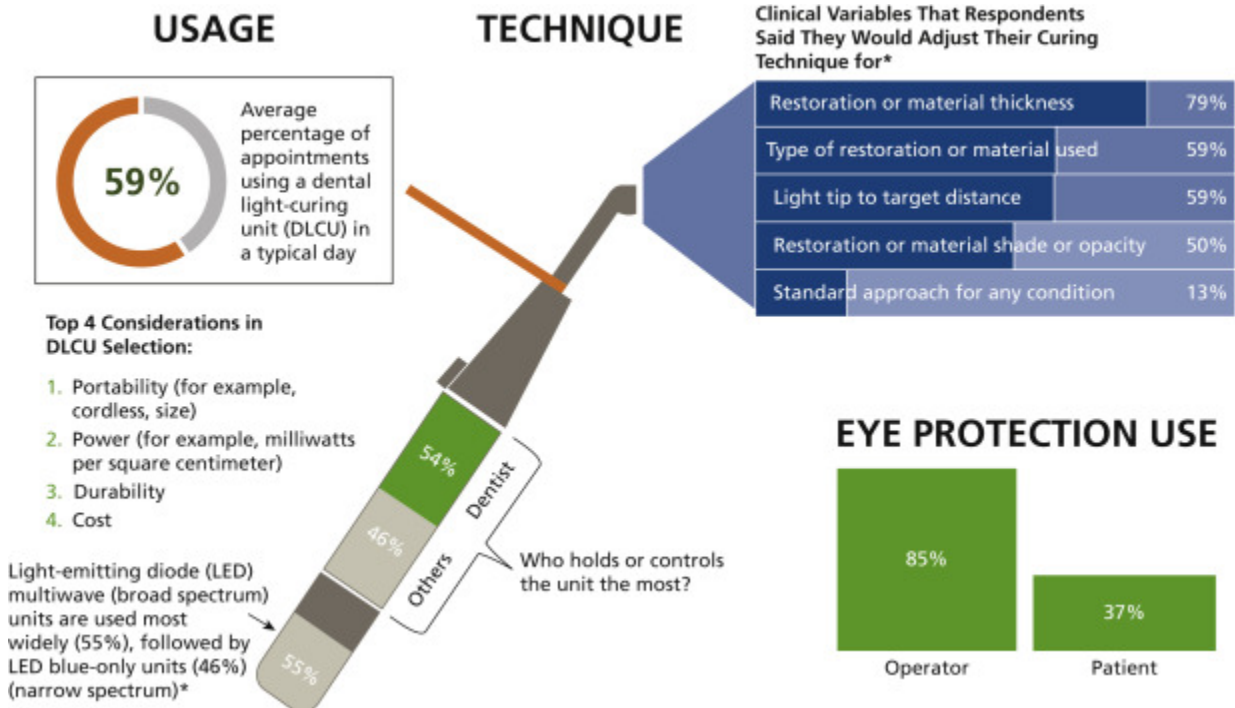 USAGE
59%
Average
percentage of
appointments
using a dental
light-curing
unit (DLCU) in
a typical day
Top 4 Considerations in
DLCU Selection:
1. Portability (for example,
cordless, size)
2. Power (for example, milliwatts
per square centimeter)
3. Durability
4. Cost
Light-emitting diode (LED)
multiwave (broad spectrum)
units are used most
widely (55%), followed by
LED blue-only units (46%)
(narrow spectrum)*
TECHNIQUE
54%
Dentist
46%
Others
55%
Who holds or controls
the unit the most?
Clinical Variables That Respondents
Said They Would Adjust Their Curing
Technique for*
Restoration or material thickness 79%
Type of restoration or material used 59%
Light tip to target distance 59%
Restoration or material shade or opacity 50%
Standard approach for any condition 13%
EYE PROTECTION USE
85%
37%
Operator
Patient